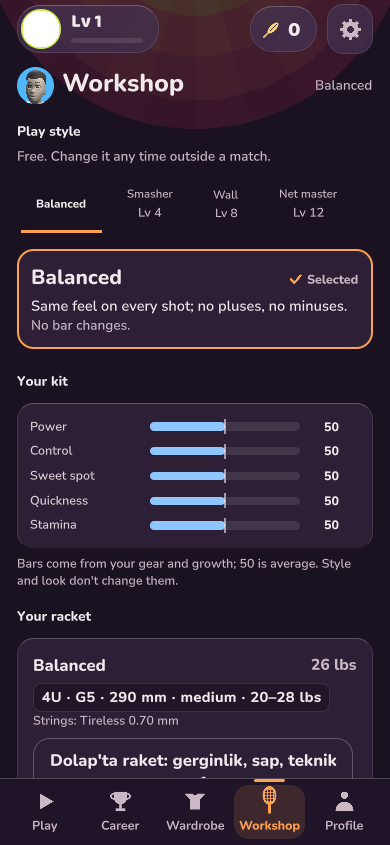 Lv 1
0
Workshop
Balanced
Play style
Free. Change it any time outside a match.
Balanced
Smasher
Lv 4
Wall
Lv 8
Net master
Lv 12
Balanced
Selected
Same feel on every shot; no pluses, no minuses.
No bar changes.
Your kit
Power 50
Control 50
Sweet spot 50
Quickness 50
Stamina 50
Bars come from your gear and growth; 50 is average. Style
and look don't change them.
Your racket
Balanced 26 lbs
4U · G5 · 290 mm · medium · 20–28 lbs
Strings: Tireless 0.70 mm
Dolap'ta raket: gerginlik, sap, teknik
Play Career Wardrobe Workshop Profile